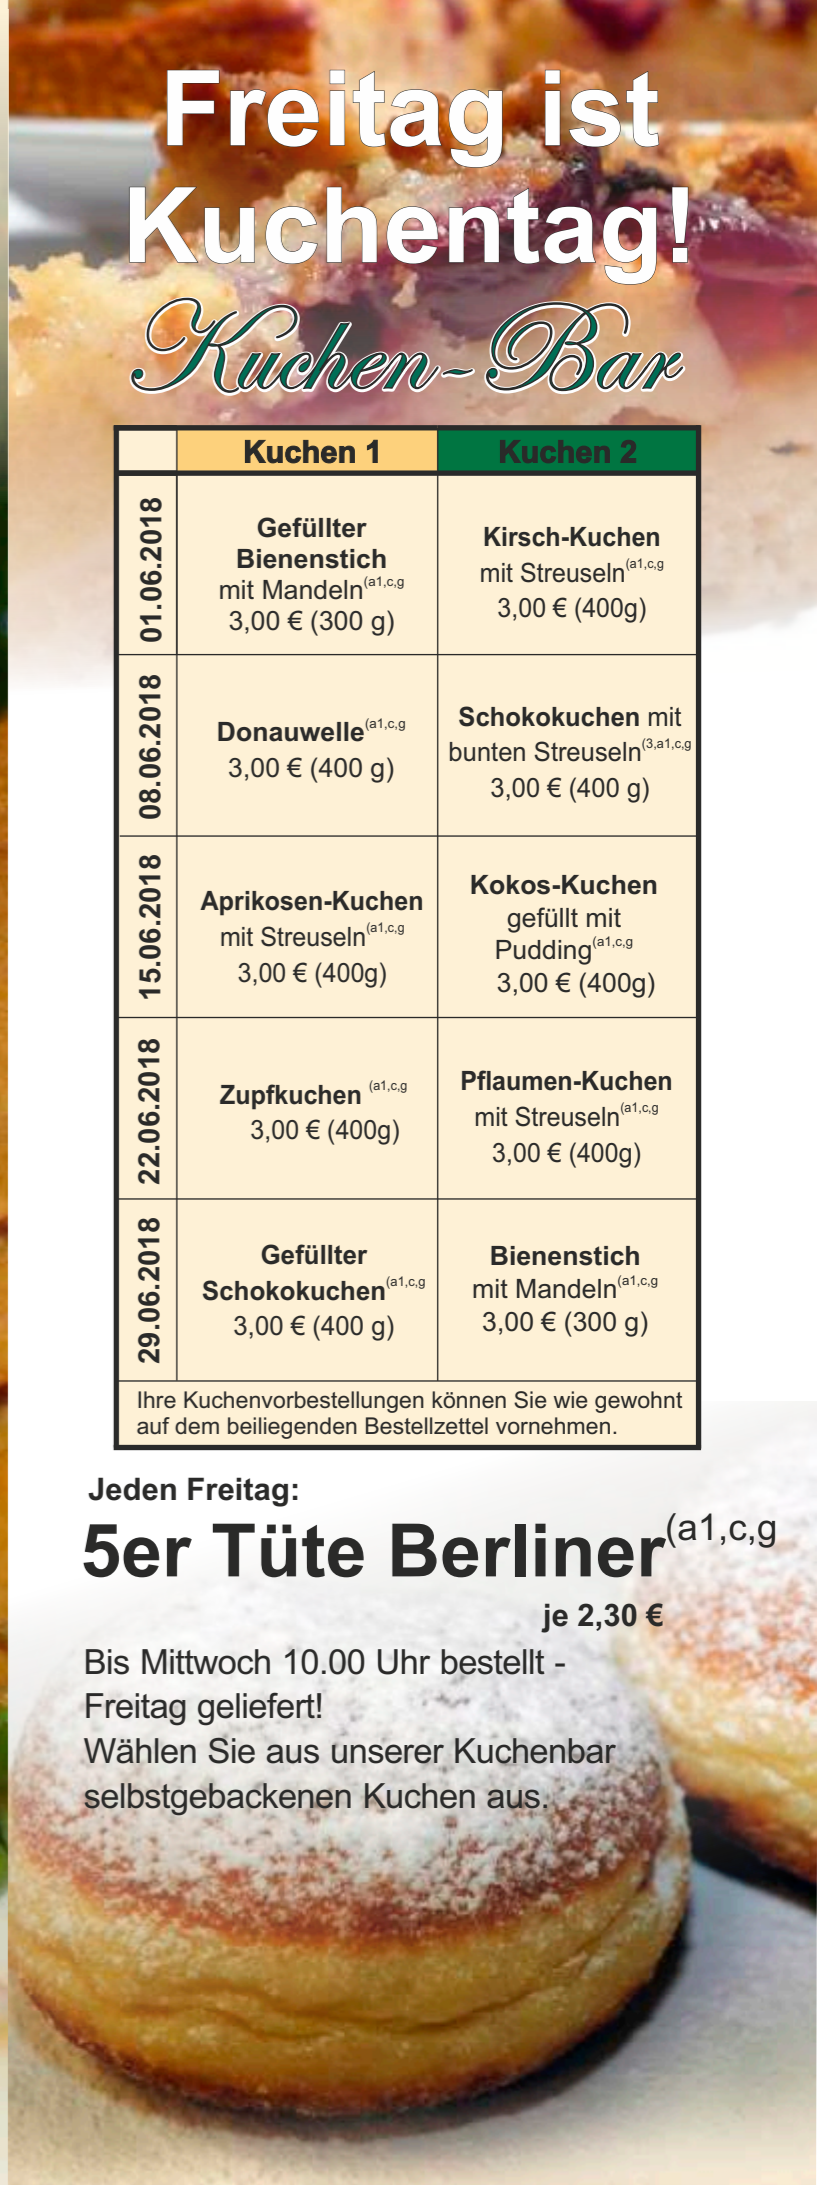 Freitag ist
Kuchentag!
Kuchen-Bar
Kuchen 1
Kuchen 2
01.06.2018
Gefüllter
Bienenstich
mit Mandeln(a1,c,g
3,00 € (300 g)
Kirsch-Kuchen
mit Streuseln(a1,c,g
3,00 € (400g)
08.06.2018
Donauwelle(a1,c,g
3,00 € (400 g)
Schokokuchen mit
bunten Streuseln(3,a1,c,g
3,00 € (400 g)
15.06.2018
Aprikosen-Kuchen
mit Streuseln(a1,c,g
3,00 € (400g)
Kokos-Kuchen
gefüllt mit
Pudding(a1,c,g
3,00 € (400g)
22.06.2018
Zupfkuchen (a1,c,g
3,00 € (400g)
Pflaumen-Kuchen
mit Streuseln(a1,c,g
3,00 € (400g)
29.06.2018
Gefüllter
Schokokuchen(a1,c,g
3,00 € (400 g)
Bienenstich
mit Mandeln(a1,c,g
3,00 € (300 g)
Ihre Kuchenvorbestellungen können Sie wie gewohnt
auf dem beiliegenden Bestellzettel vornehmen.
Jeden Freitag:
5er Tüte Berliner(a1,c,g
je 2,30 €
Bis Mittwoch 10.00 Uhr bestellt -
Freitag geliefert!
Wählen Sie aus unserer Kuchenbar
selbstgebackenen Kuchen aus.